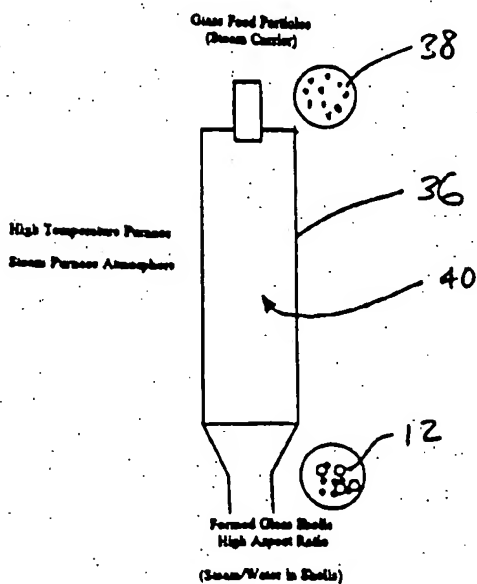 Glass Feed Particles
(Steam Carrier)
38
36
High Temperature Furnace
Steam Furnace Atmosphere
40
12
Formed Glass Shells
High Aspect Ratio
(Steam/Water in Shells)